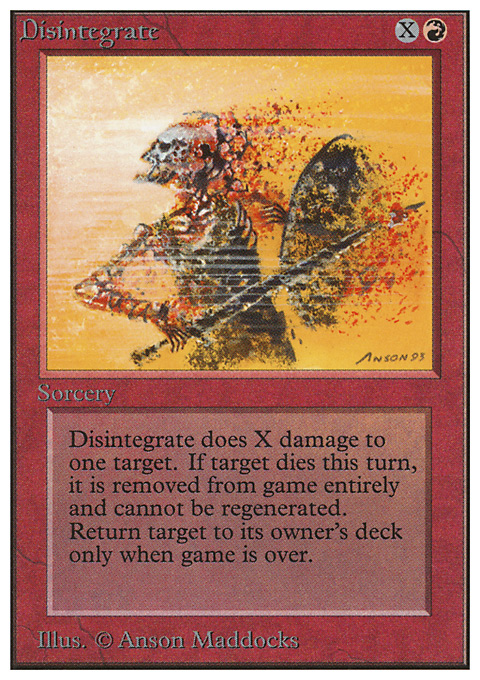 Disintegrate X
ANSON 93
Sorcery
Disintegrate does X damage to
one target. If target dies this turn,
it is removed from game entirely
and cannot be regenerated.
Return target to its owner's deck
only when game is over.
Illus. © Anson Maddocks